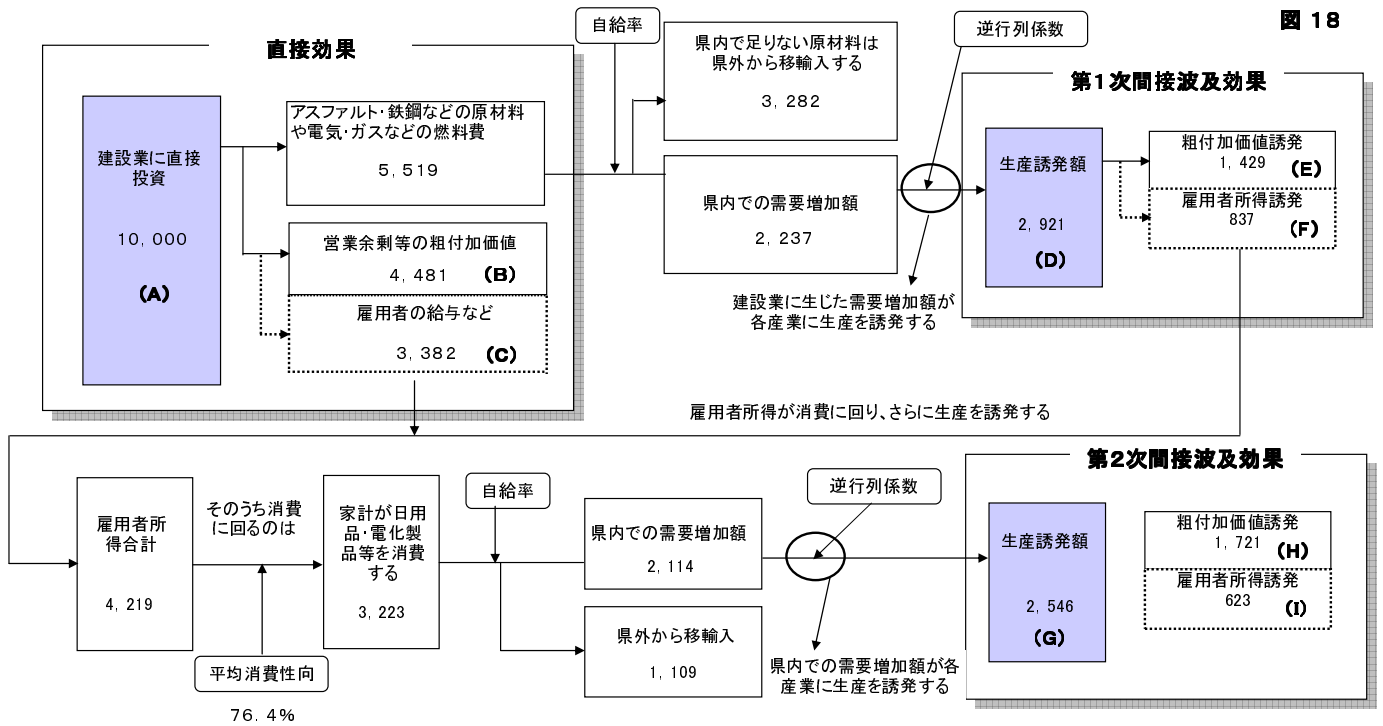 図 18
直接効果
建設業に直接
投資
10, 000
(A)
アスファルト・鉄鋼などの原材料
や電気・ガスなどの燃料費
5, 519
営業余剰等の粗付加価値
4, 481 (B)
雇用者の給与など
3, 382 (C)
自給率
県内で足りない原材料は
県外から移輸入する
3, 282
県内での需要増加額
2, 237
逆行列係数
建設業に生じた需要増加額が
各産業に生産を誘発する
第1次間接波及効果
生産誘発額
2, 921
(D)
粗付加価値誘発
1, 429
(E)
雇用者所得誘発
837
(F)
雇用者所得が消費に回り、さらに生産を誘発する
雇用者所
得合計
4, 219
そのうち消費
に回るのは
平均消費性向
76. 4%
家計が日用
品・電化製
品等を消費
する
3, 223
自給率
県内での需要増加額
2, 114
県外から移輸入
1, 109
逆行列係数
県内での需要増加額が各
産業に生産を誘発する
第2次間接波及効果
生産誘発額
2, 546
(G)
粗付加価値誘発
1, 721
(H)
雇用者所得誘発
623
(I)